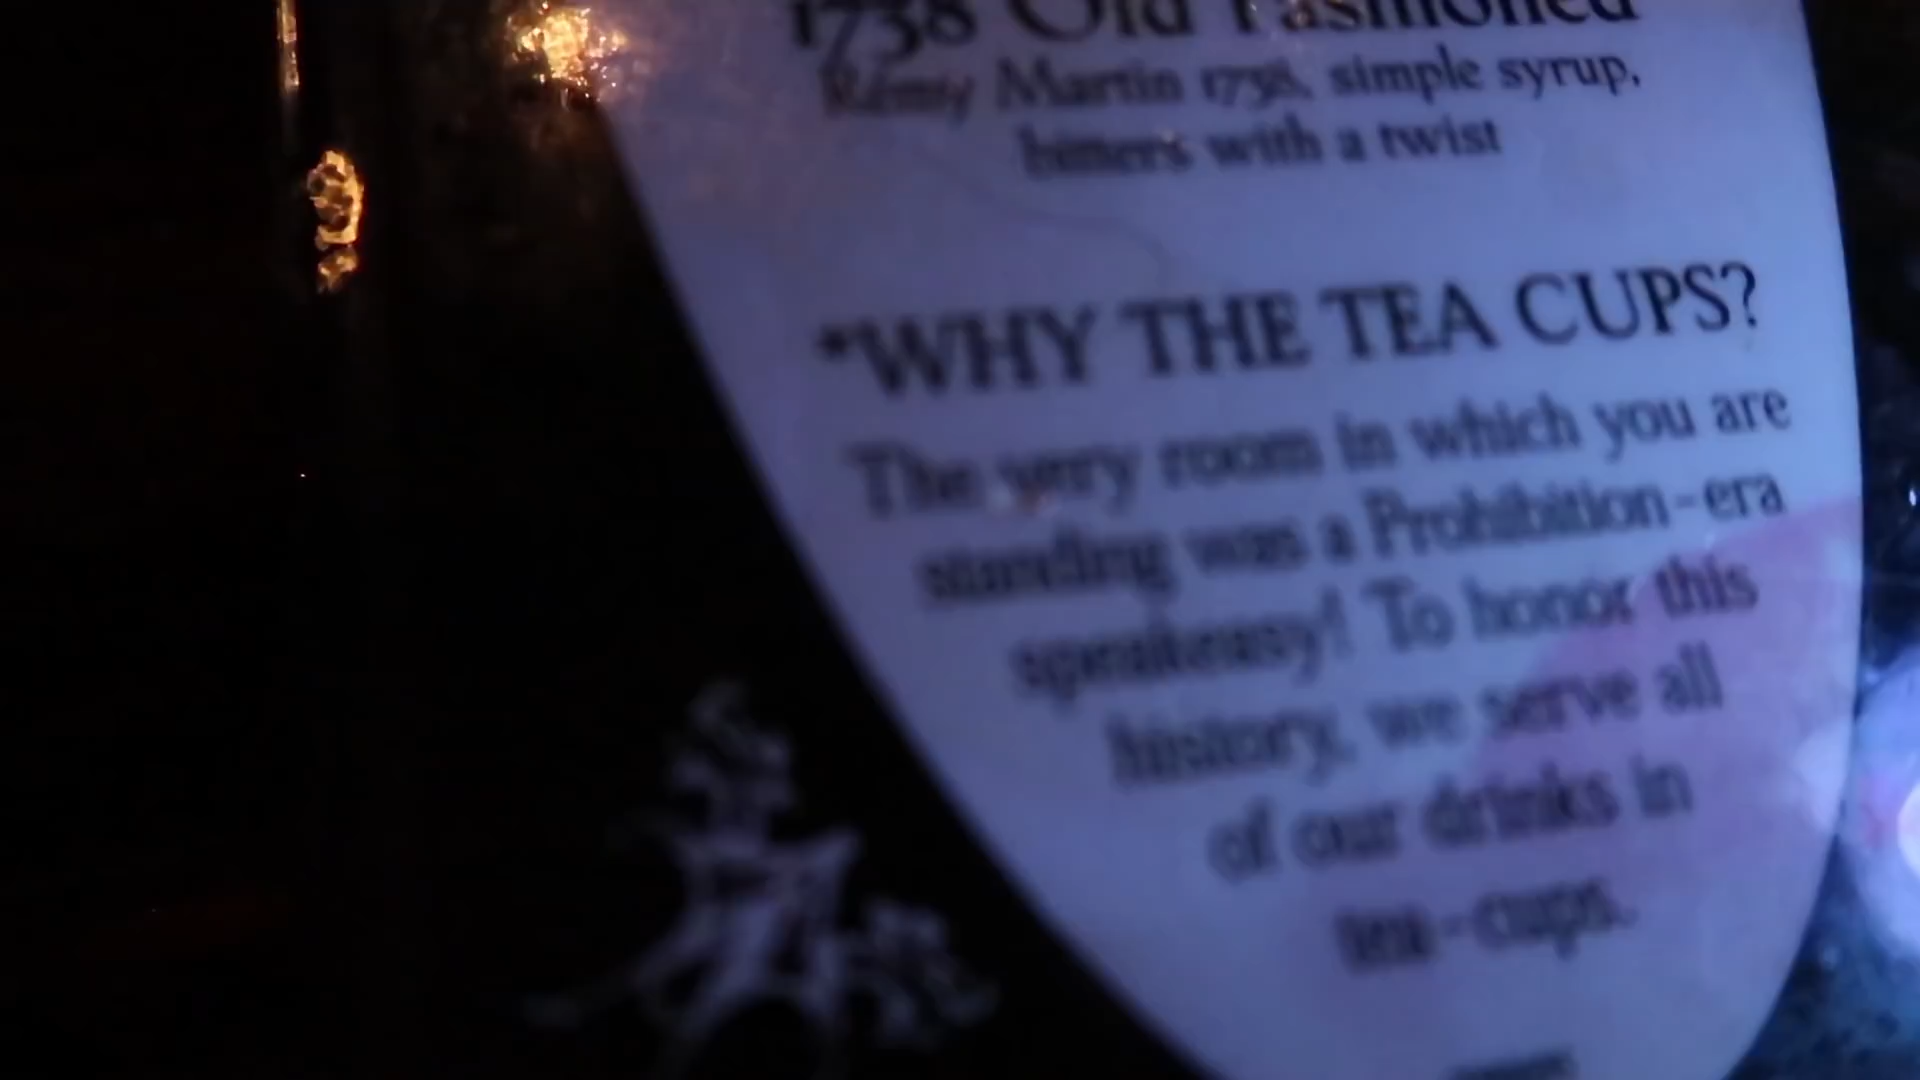 1738 Old Fashioned
Rémy Martin 1738, simple syrup,
bitters with a twist
*WHY THE TEA CUPS?
The very room in which you are
standing was a Prohibition-era
speakeasy! To honor this
history, we serve all
of our drinks in
tea-cups.